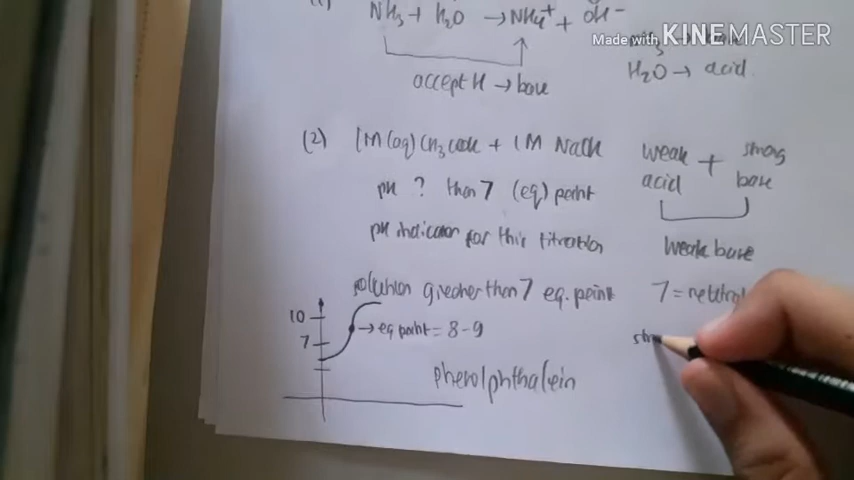 NH₃ + H₂O → NH₄⁺ + OH⁻
Made with KINEMASTER
H₂O → acid
accept H → base
(2) 1M (aq) CH₃COOH + 1M NaOH
weak acid + strong base
pH ? than 7 (eq) point
pH indicator for this titration
weak base
solution greater than 7 eq. point
7 = neutral
10
7
→ eq point = 8-9
phenolphthalein